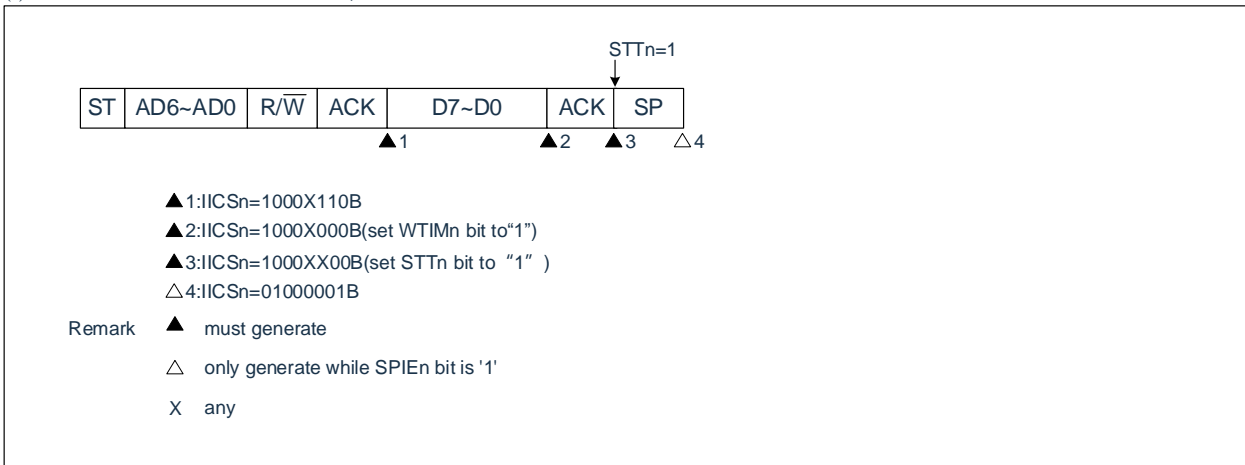 STTn=1
ST AD6~AD0 R/W̅ ACK D7~D0 ACK SP
▲1 ▲2 ▲3 △4
▲1:IICSn=1000X110B
▲2:IICSn=1000X000B(set WTIMn bit to“1”)
▲3:IICSn=1000XX00B(set STTn bit to “1” )
△4:IICSn=01000001B
Remark ▲ must generate
△ only generate while SPIEn bit is '1'
X any